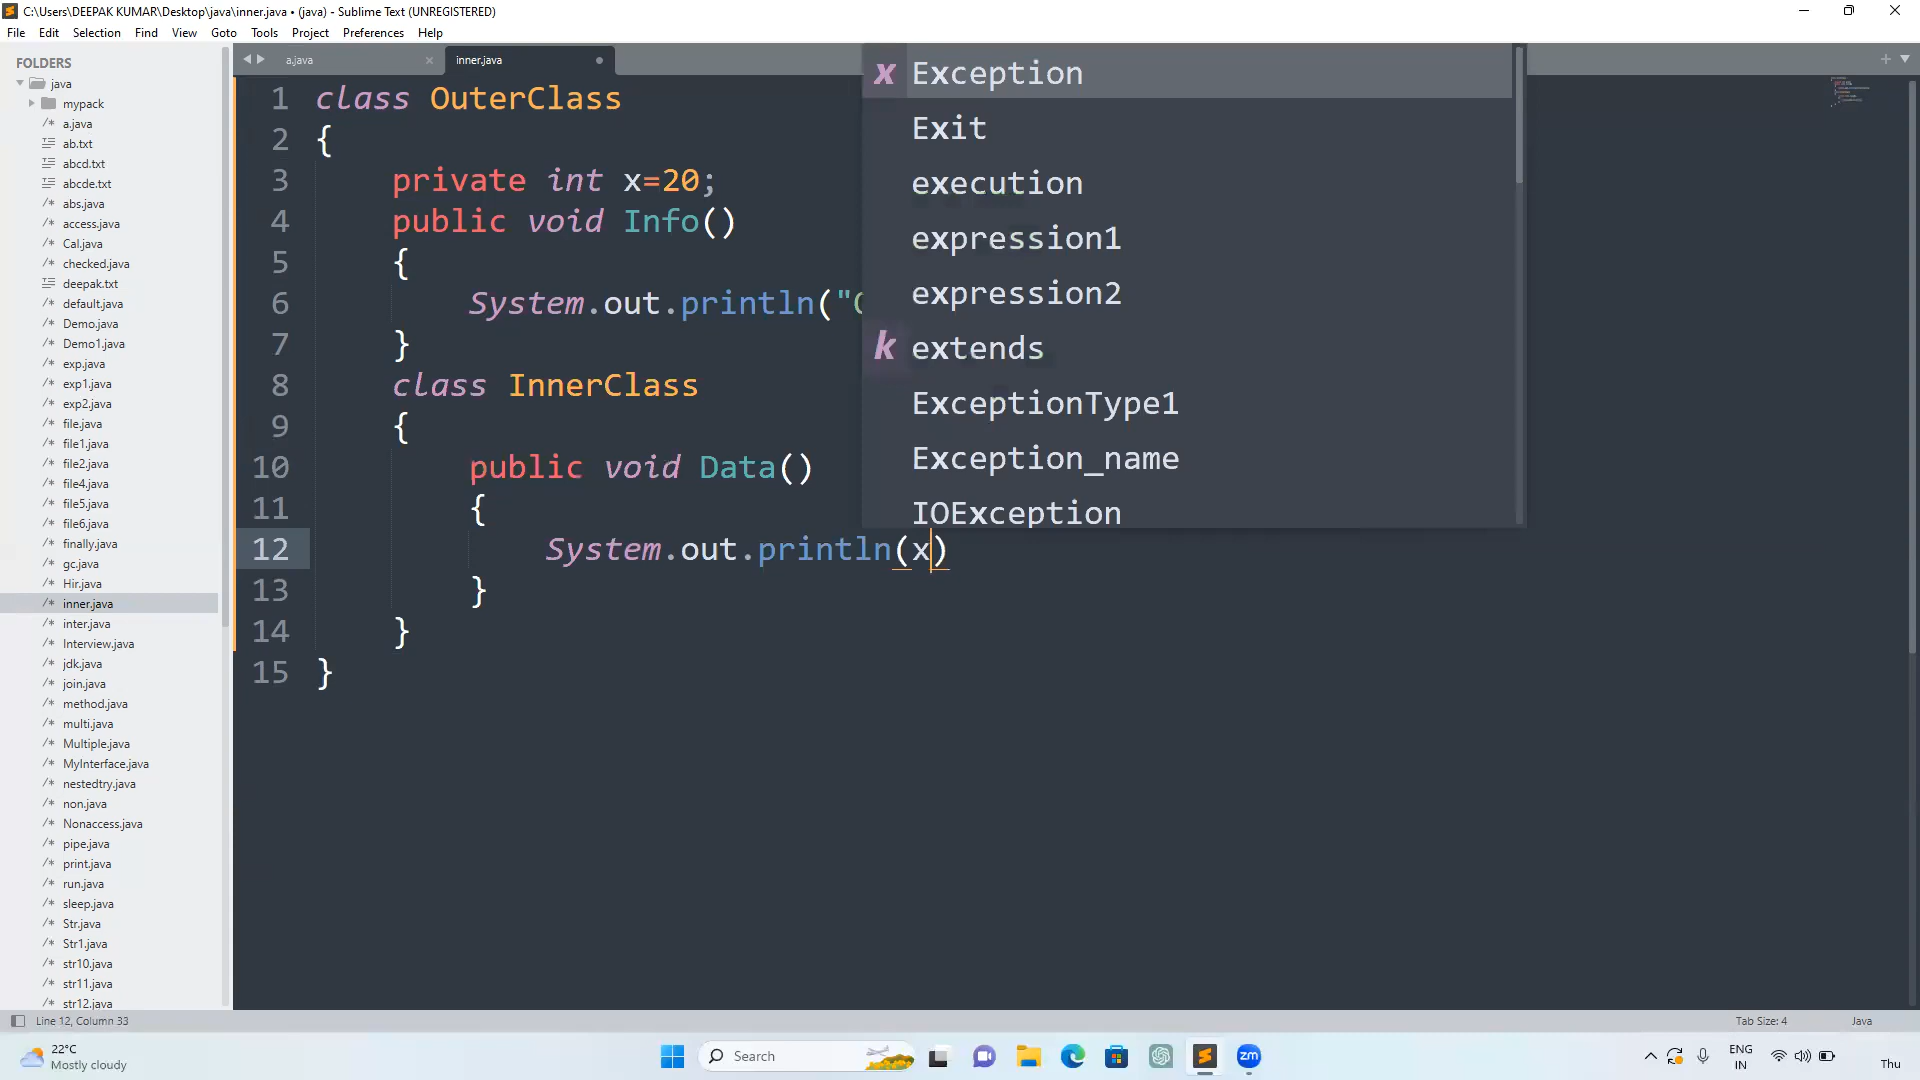 C:\Users\DEEPAK KUMAR\Desktop\java\inner.java • (java) - Sublime Text (UNREGISTERED)
File Edit Selection Find View Goto Tools Project Preferences Help
FOLDERS
java
mypack
a.java
ab.txt
abcd.txt
abcde.txt
abs.java
access.java
Cal.java
checked.java
deepak.txt
default.java
Demo.java
Demo1.java
exp.java
exp1.java
exp2.java
file.java
file1.java
file2.java
file4.java
file5.java
file6.java
finally.java
gc.java
Hir.java
inner.java
inter.java
Interview.java
jdk.java
join.java
method.java
multi.java
Multiple.java
MyInterface.java
nestedtry.java
non.java
Nonaccess.java
pipe.java
print.java
run.java
sleep.java
Str.java
Str1.java
str10.java
str11.java
str12.java
a.java
inner.java
1 class OuterClass
2 {
3 private int x=20;
4 public void Info()
5 {
6 System.out.println("
7 }
8 class InnerClass
9 {
10 public void Data()
11 {
12 System.out.println(x)
13 }
14 }
15 }
x Exception
Exit
execution
expression1
expression2
k extends
ExceptionType1
Exception_name
IOException
Line 12, Column 33
Tab Size: 4
Java
22°C
Mostly cloudy
Search
zm
ENG
IN
Thu